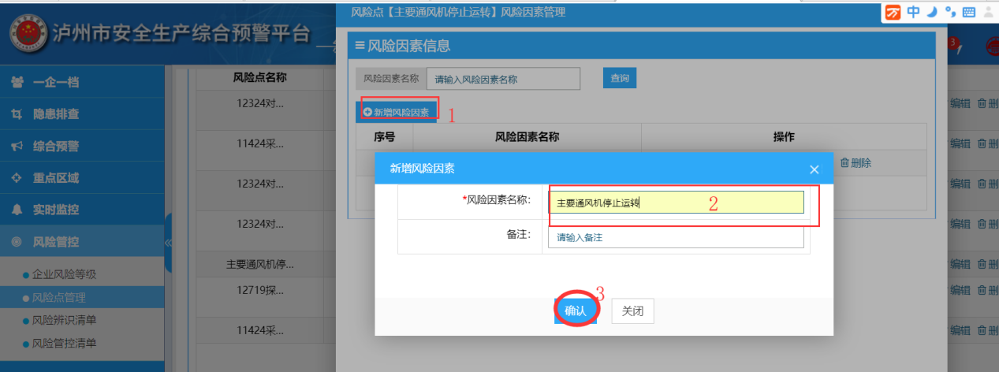 泸州市安全生产综合预警平台
一企一档
隐患排查
综合预警
重点区域
实时监控
风险管控
企业风险等级
风险点管理
风险辨识清单
风险管控清单
风险点名称
12324对...
11424采...
12324对...
12324对...
主要通风机停...
12719探...
11424采...
风险点【主要通风机停止运转】风险因素管理
风险因素信息
风险因素名称 请输入风险因素名称 查询
新增风险因素 1
序号 风险因素名称 操作
删除
新增风险因素
*风险因素名称: 主要通风机停止运转 2
备注: 请输入备注
3
确认 关闭
中
3
编辑 删
编辑 删
编辑 删
编辑 删
编辑 删
编辑 删
编辑 删